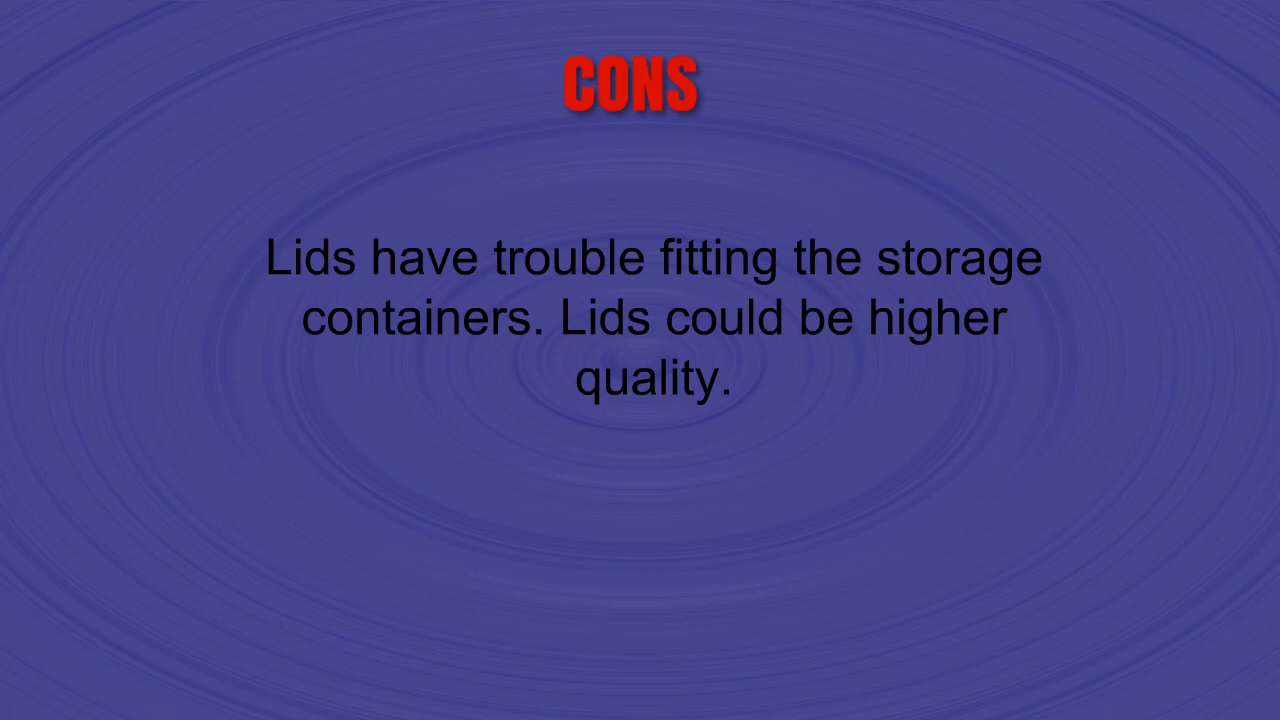 CONS
Lids have trouble fitting the storage
containers. Lids could be higher
quality.